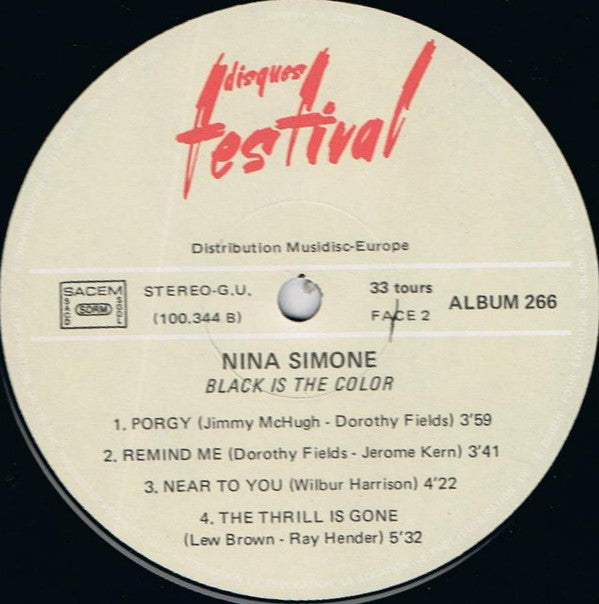 disques
festival
Distribution Musidisc-Europe
SACEM
SACD
SDRM
SGDL
STEREO-G.U.
(100.344 B)
33 tours
FACE 2
ALBUM 266
NINA SIMONE
BLACK IS THE COLOR
1. PORGY (Jimmy McHugh - Dorothy Fields) 3'59
2. REMIND ME (Dorothy Fields - Jerome Kern) 3'41
3. NEAR TO YOU (Wilbur Harrison) 4'22
4. THE THRILL IS GONE
(Lew Brown - Ray Hender) 5'32